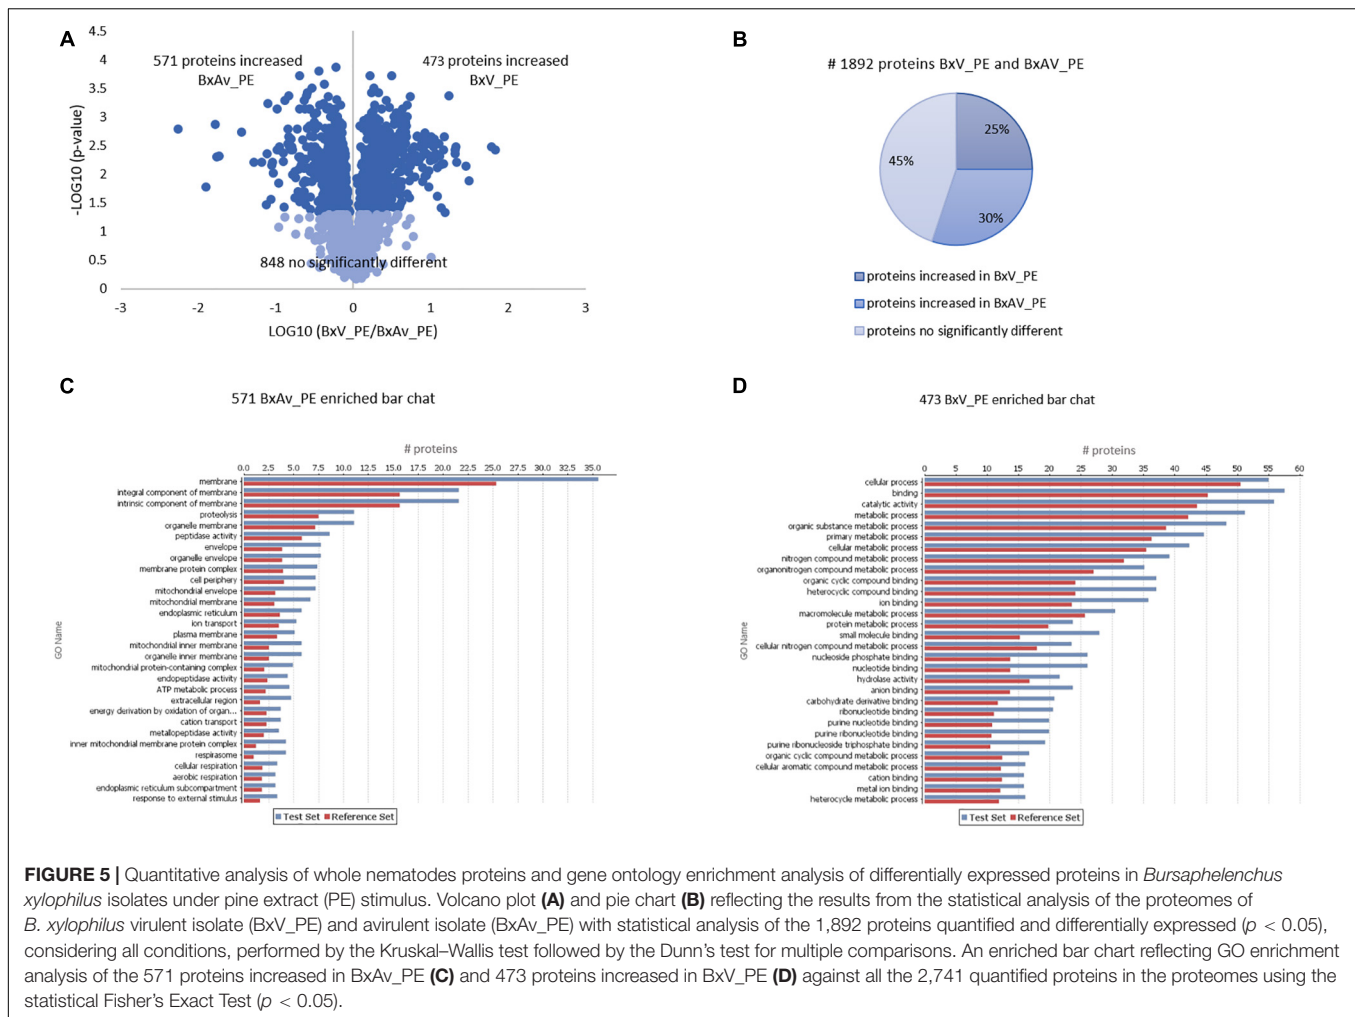 A
4.5
4
3.5
3
2.5
2
1.5
1
0.5
0
-LOG10 (p-value)
571 proteins increased
BxAv_PE
473 proteins increased
BxV_PE
848 no significantly different
-3 -2 -1 0 1 2 3
LOG10 (BxV_PE/BxAv_PE)
B
# 1892 proteins BxV_PE and BxAV_PE
25%
45%
30%
proteins increased in BxV_PE
proteins increased in BxAV_PE
proteins no significantly different
C
571 BxAv_PE enriched bar chat
# proteins
0.0 2.5 5.0 7.5 10.0 12.5 15.0 17.5 20.0 22.5 25.0 27.5 30.0 32.5 35.0
GO Name
membrane
integral component of membrane
intrinsic component of membrane
proteolysis
organelle membrane
peptidase activity
envelope
organelle envelope
membrane protein complex
cell periphery
mitochondrial envelope
mitochondrial membrane
endoplasmic reticulum
ion transport
plasma membrane
mitochondrial inner membrane
organelle inner membrane
mitochondrial protein-containing complex
endopeptidase activity
ATP metabolic process
extracellular region
energy derivation by oxidation of organ...
cation transport
metallopeptidase activity
inner mitochondrial membrane protein complex
respirasome
cellular respiration
aerobic respiration
endoplasmic reticulum subcompartment
response to external stimulus
Test Set Reference Set
D
473 BxV_PE enriched bar chat
# proteins
0 5 10 15 20 25 30 35 40 45 50 55 60
GO Name
cellular process
binding
catalytic activity
metabolic process
organic substance metabolic process
primary metabolic process
cellular metabolic process
nitrogen compound metabolic process
organonitrogen compound metabolic process
organic cyclic compound binding
heterocyclic compound binding
ion binding
macromolecule metabolic process
protein metabolic process
small molecule binding
cellular nitrogen compound metabolic process
nucleoside phosphate binding
nucleotide binding
hydrolase activity
anion binding
carbohydrate derivative binding
ribonucleotide binding
purine nucleotide binding
purine ribonucleotide binding
purine ribonucleoside triphosphate binding
organic cyclic compound metabolic process
cellular aromatic compound metabolic process
cation binding
metal ion binding
heterocycle metabolic process
Test Set Reference Set
FIGURE 5 | Quantitative analysis of whole nematodes proteins and gene ontology enrichment analysis of differentially expressed proteins in Bursaphelenchus
xylophilus isolates under pine extract (PE) stimulus. Volcano plot (A) and pie chart (B) reflecting the results from the statistical analysis of the proteomes of
B. xylophilus virulent isolate (BxV_PE) and avirulent isolate (BxAv_PE) with statistical analysis of the 1,892 proteins quantified and differentially expressed (p < 0.05),
considering all conditions, performed by the Kruskal–Wallis test followed by the Dunn's test for multiple comparisons. An enriched bar chart reflecting GO enrichment
analysis of the 571 proteins increased in BxAv_PE (C) and 473 proteins increased in BxV_PE (D) against all the 2,741 quantified proteins in the proteomes using the
statistical Fisher's Exact Test (p < 0.05).